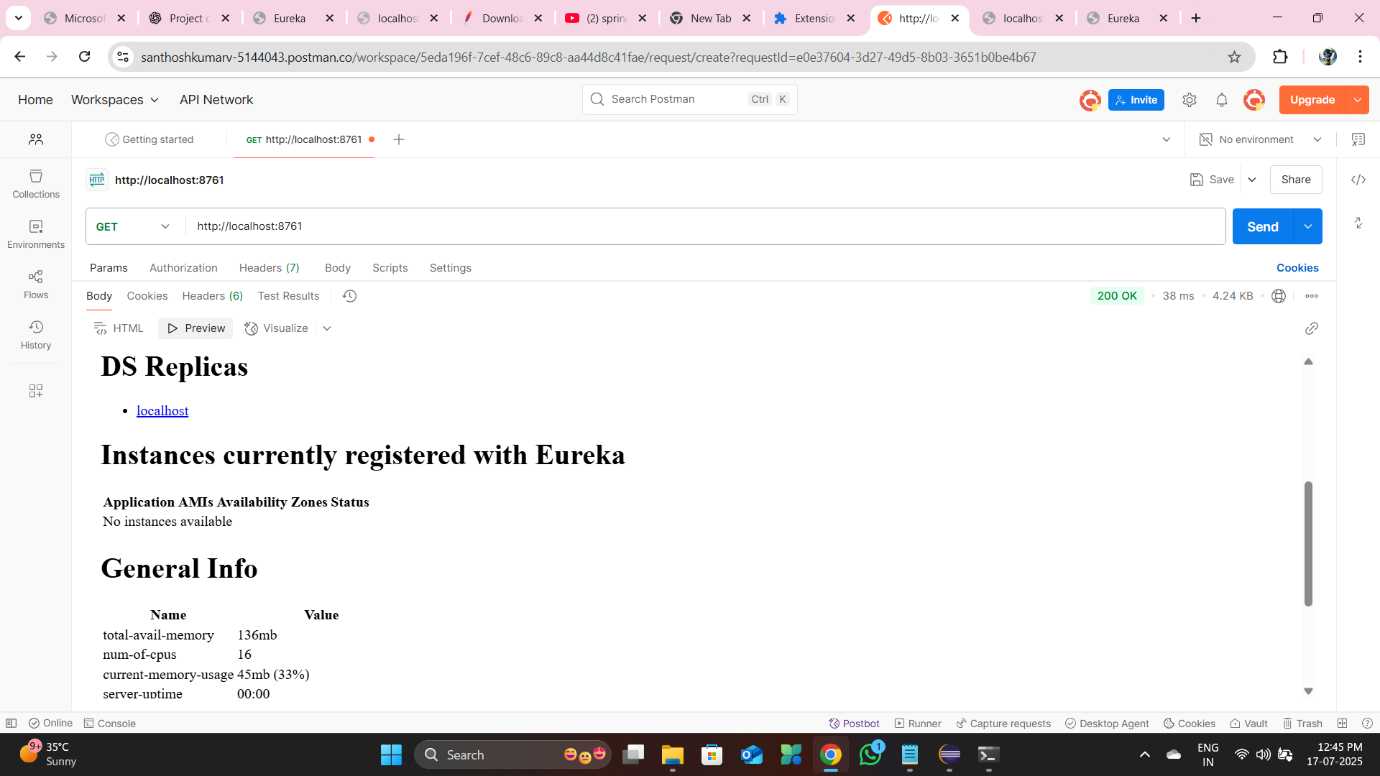 Microsof
Project c
Eureka
localhos
Downloa
(2) sprin
New Tab
Extensio
http://lo
localhos
Eureka
santhoshkumarv-5144043.postman.co/workspace/5eda196f-7cef-48c6-89c8-aa44d8c41fae/request/create?requestId=e0e37604-3d27-49d5-8b03-3651b0be4b67
Home Workspaces API Network
Search Postman Ctrl K
Invite
Upgrade
Getting started
GET http://localhost:8761
No environment
HTTP http://localhost:8761
Save
Share
Collections
Environments
Flows
History
GET http://localhost:8761
Send
Params Authorization Headers (7) Body Scripts Settings
Cookies
Body Cookies Headers (6) Test Results
200 OK • 38 ms • 4.24 KB
HTML Preview Visualize
DS Replicas
• localhost
Instances currently registered with Eureka
Application AMIs Availability Zones Status
No instances available
General Info
Name Value
total-avail-memory 136mb
num-of-cpus 16
current-memory-usage 45mb (33%)
server-uptime 00:00
Online Console
Postbot Runner Capture requests Desktop Agent Cookies Vault Trash
9+
35°C
Sunny
Search
1
ENG
IN
12:45 PM
17-07-2025